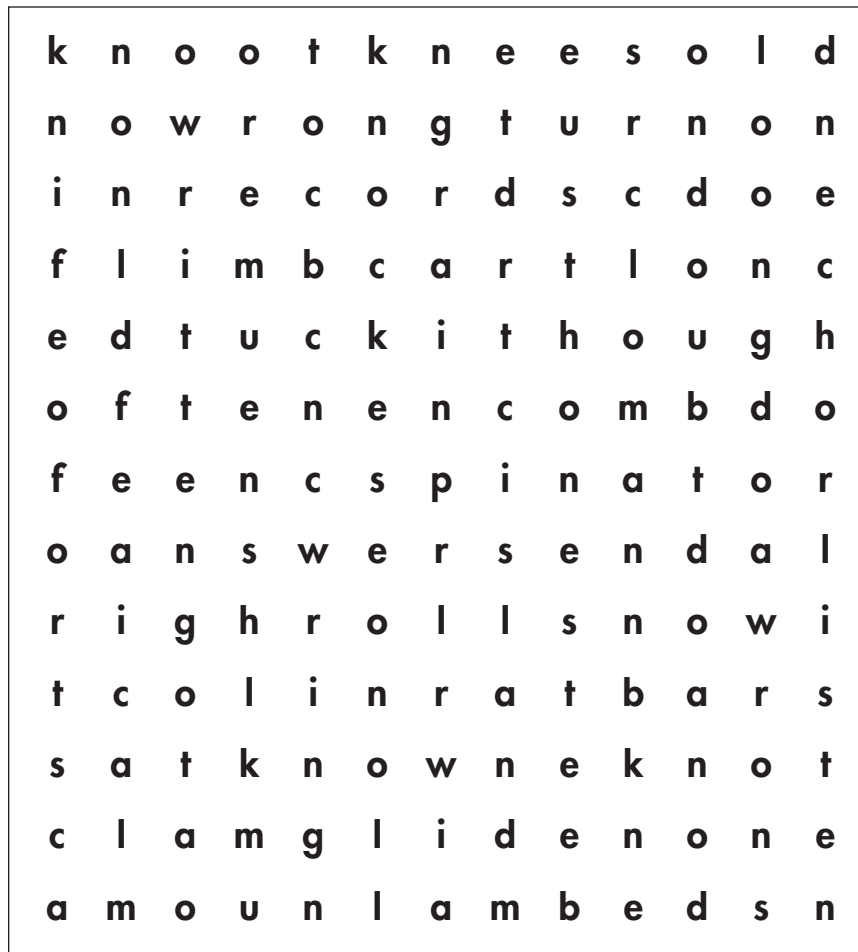 k n o o t k n e e s o l d
n o w r o n g t u r n o n
i n r e c o r d s c d o e
f l i m b c a r t l o n c
e d t u c k i t h o u g h
o f t e n e n c o m b d o
f e e n c s p i n a t o r
o a n s w e r s e n d a l
r i g h r o l l s n o w i
t c o l i n r a t b a r s
s a t k n o w n e k n o t
c l a m g l i d e n o n e
a m o u n l a m b e d s n